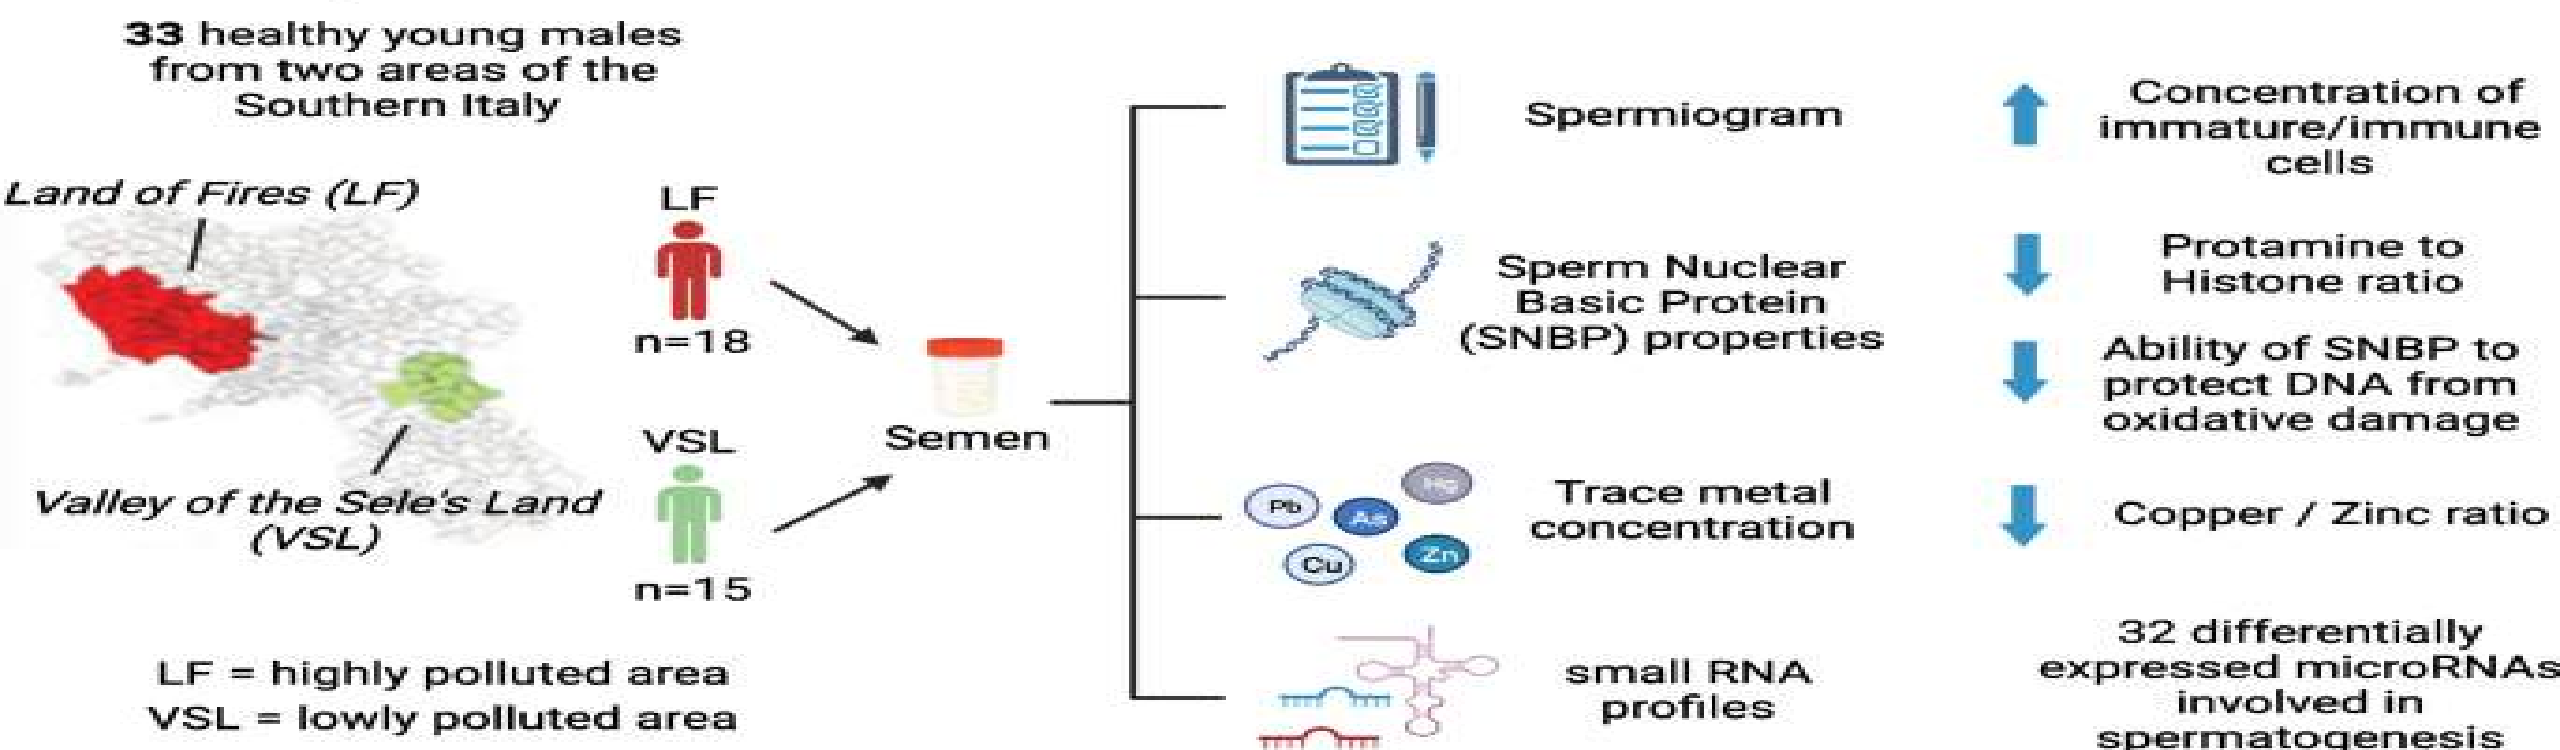 33 healthy young males
from two areas of the
Southern Italy
Land of Fires (LF)
Valley of the Sele's Land
(VSL)
LF
n=18
VSL
n=15
LF = highly polluted area
VSL = lowly polluted area
Semen
Spermiogram
Sperm Nuclear
Basic Protein
(SNBP) properties
Pb
As
Hg
Cu
Zn
Trace metal
concentration
small RNA
profiles
Concentration of
immature/immune
cells
Protamine to
Histone ratio
Ability of SNBP to
protect DNA from
oxidative damage
Copper / Zinc ratio
32 differentially
expressed microRNAs
involved in
spermatogenesis